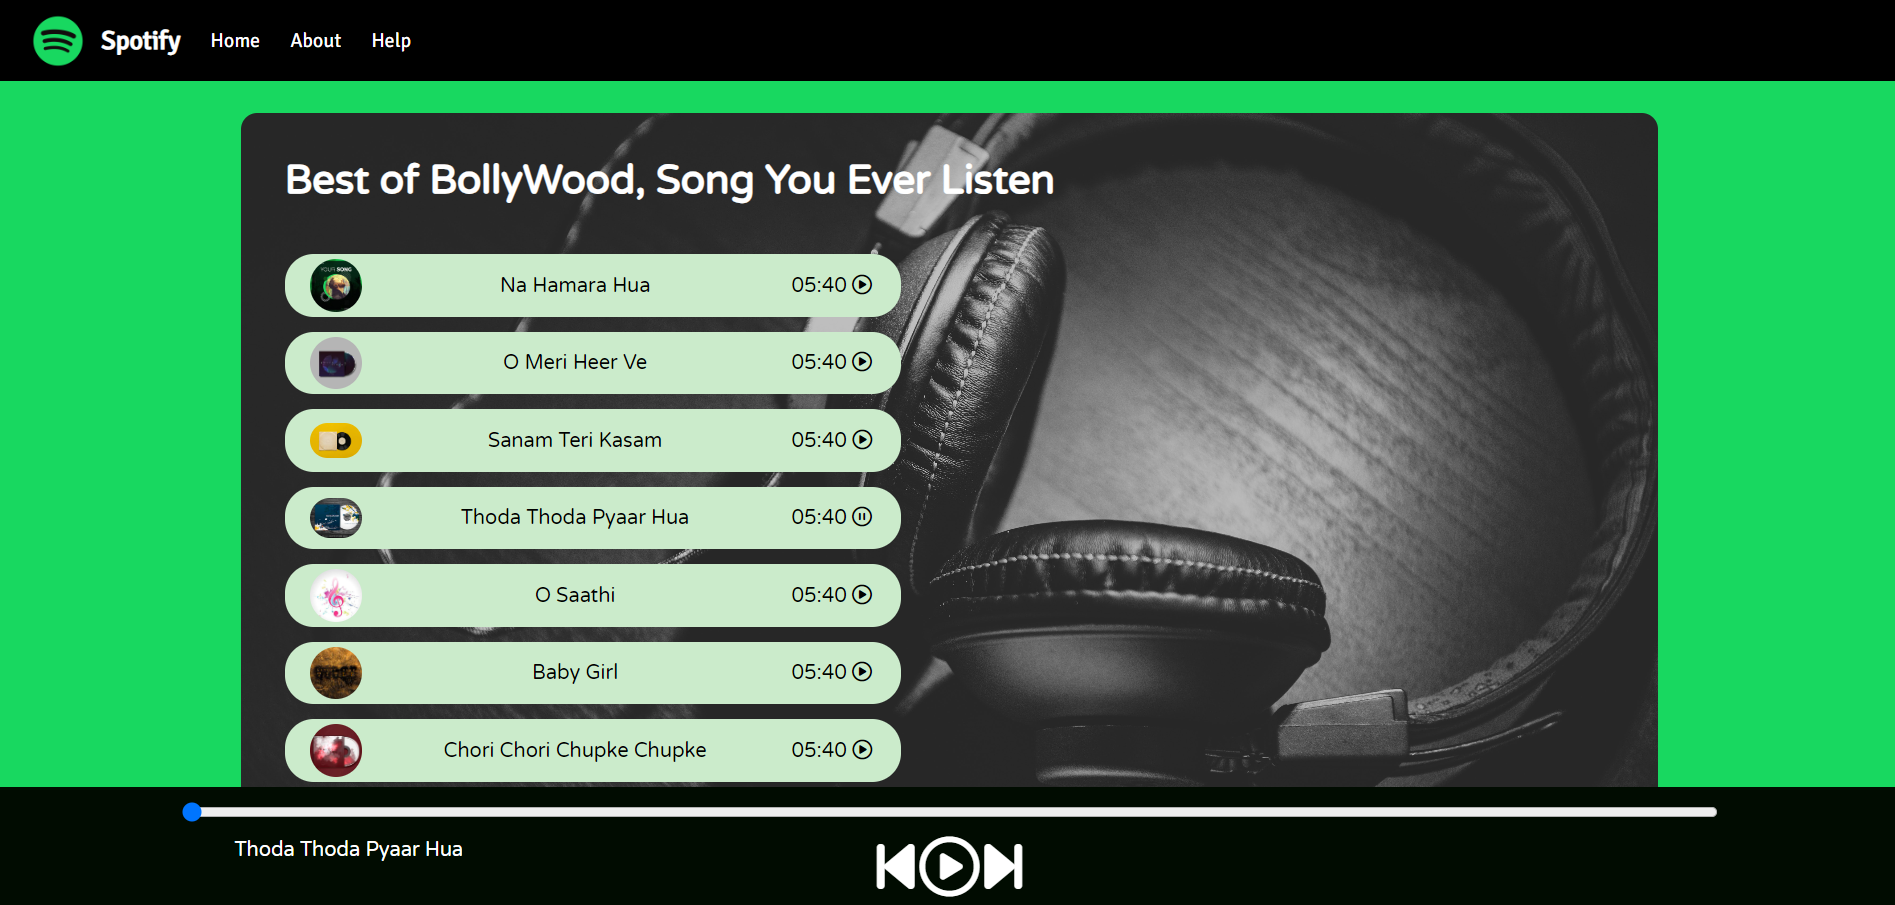 Spotify Home About Help
Best of BollyWood, Song You Ever Listen
YOUR SONG
Na Hamara Hua 05:40
O Meri Heer Ve 05:40
Sanam Teri Kasam 05:40
Thoda Thoda Pyaar Hua 05:40
O Saathi 05:40
Baby Girl 05:40
Chori Chori Chupke Chupke 05:40
Thoda Thoda Pyaar Hua